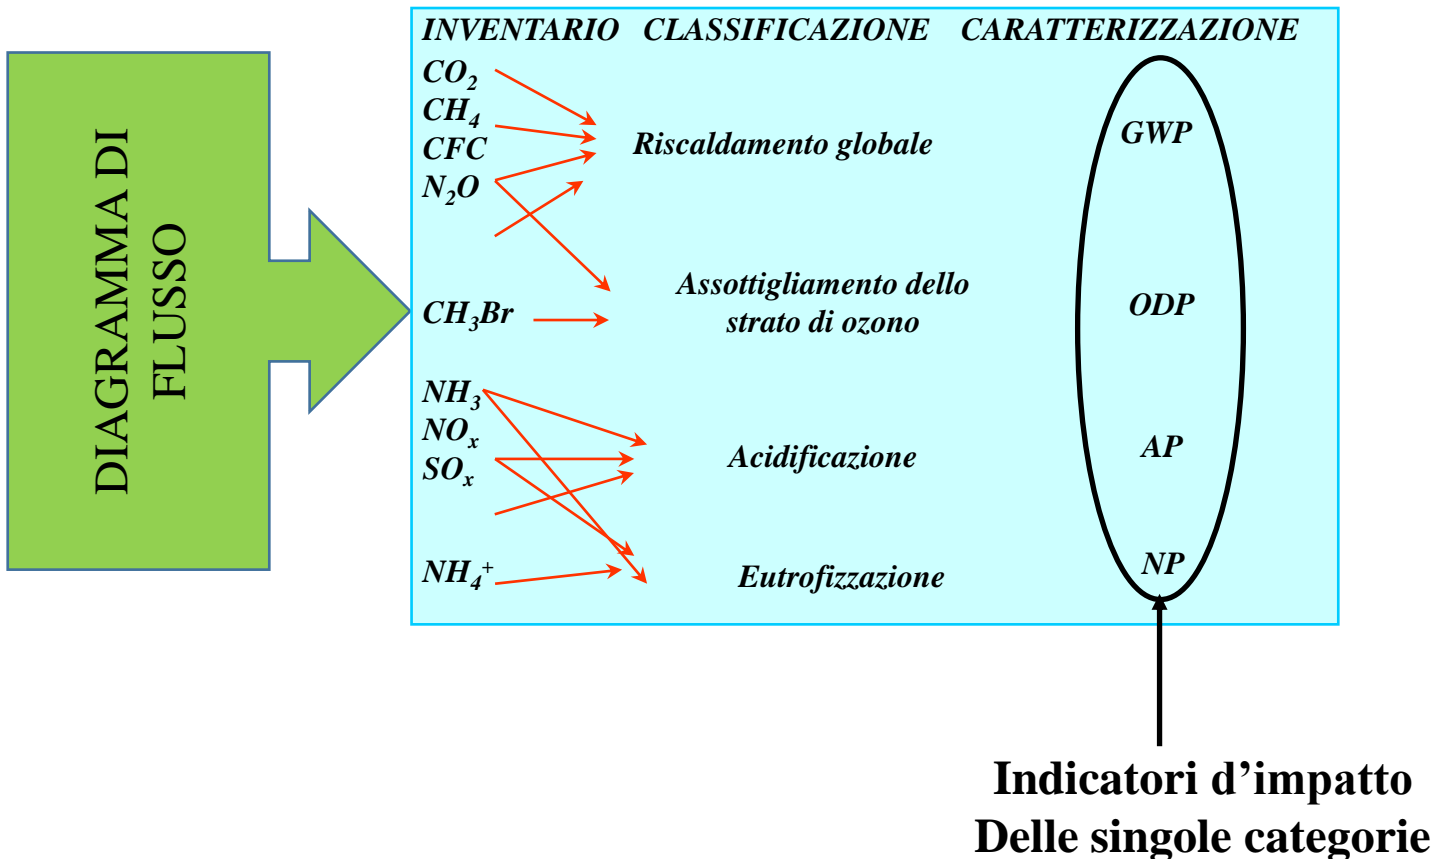 DIAGRAMMA DI
FLUSSO
INVENTARIO CLASSIFICAZIONE CARATTERIZZAZIONE
CO₂
CH₄
CFC
N₂O
Riscaldamento globale
GWP
CH₃Br
Assottigliamento dello
strato di ozono
ODP
NH₃
NOₓ
SOₓ
Acidificazione
AP
NH₄⁺
Eutrofizzazione
NP
Indicatori d’impatto
Delle singole categorie